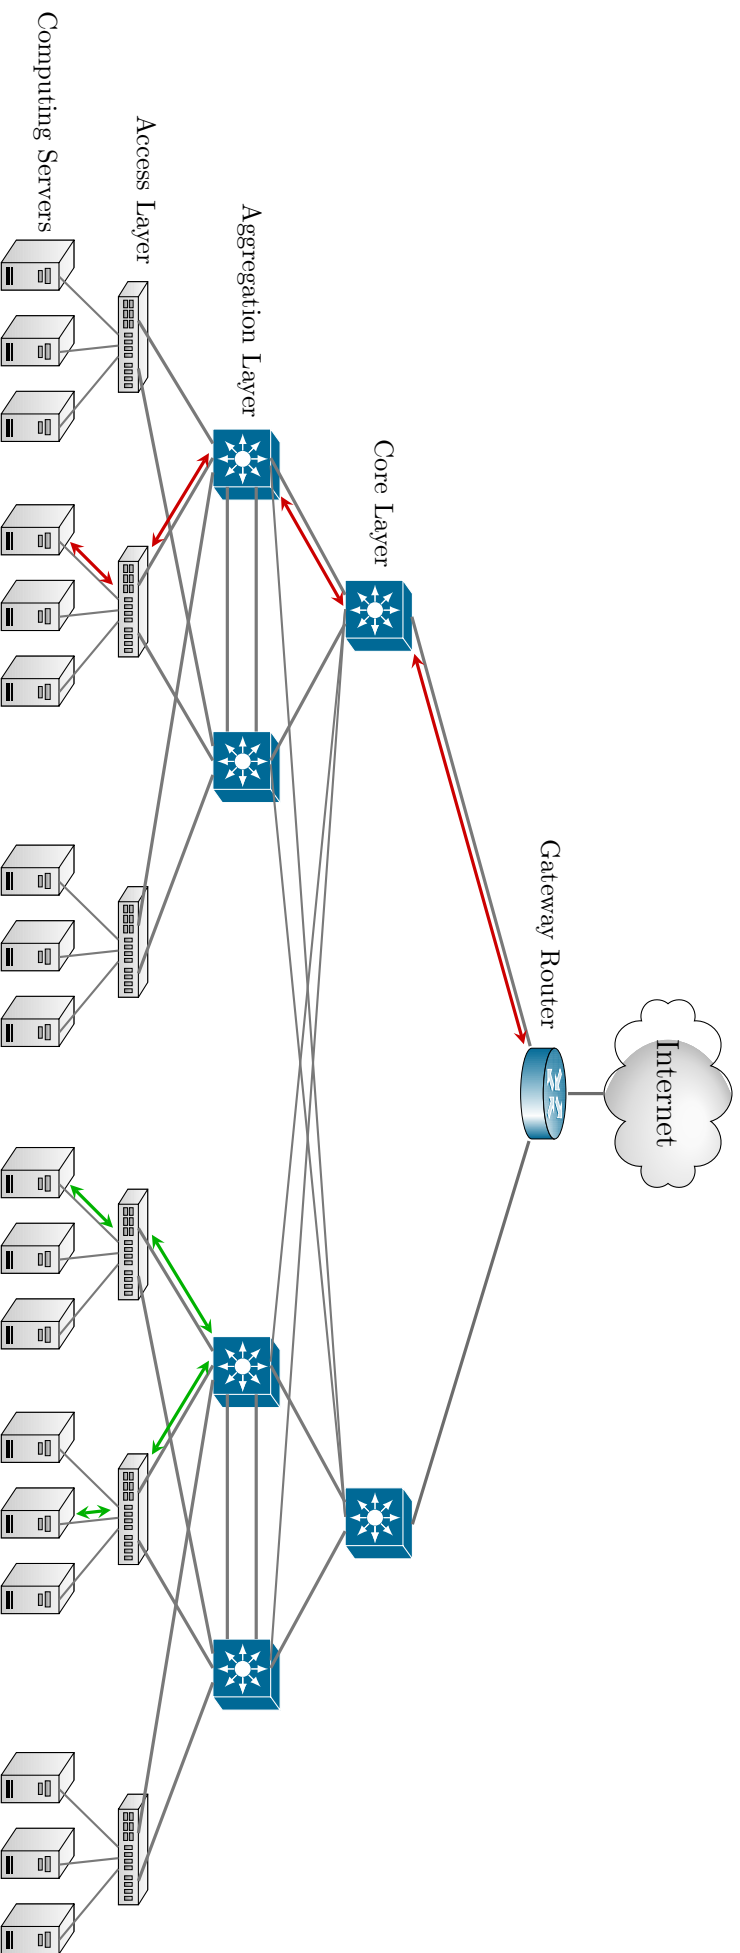 Internet
Gateway Router
Core Layer
Aggregation Layer
Access Layer
Computing Servers